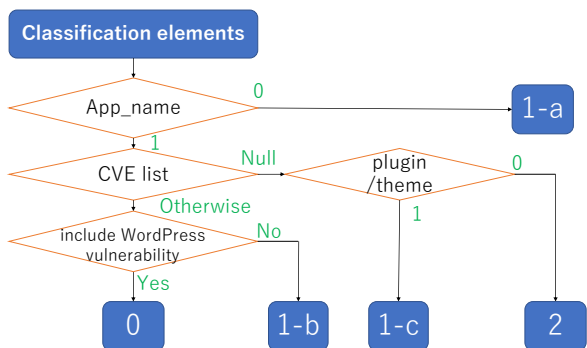 Classification elements
App_name
0
1-a
1
CVE list
Null
plugin
/theme
0
Otherwise
1
include WordPress
vulnerability
No
Yes
0
1-b
1-c
2